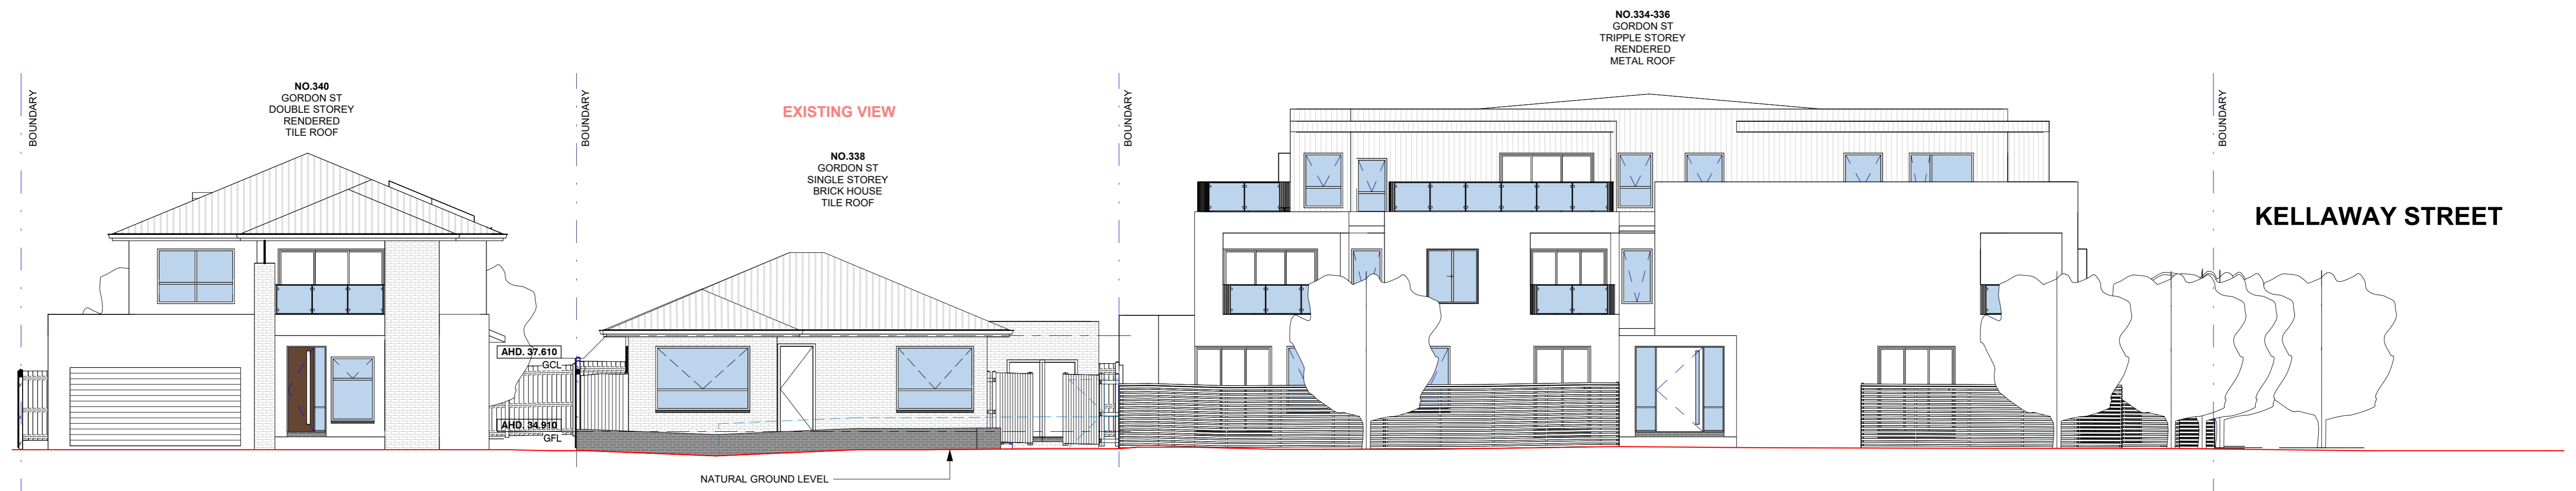 NO.334-336
GORDON ST
TRIPPLE STOREY
RENDERED
METAL ROOF
BOUNDARY
NO.340
GORDON ST
DOUBLE STOREY
RENDERED
TILE ROOF
BOUNDARY
EXISTING VIEW
NO.338
GORDON ST
SINGLE STOREY
BRICK HOUSE
TILE ROOF
BOUNDARY
BOUNDARY
KELLAWAY STREET
AHD. 37.610
GCL
AHD. 34.910
GFL
NATURAL GROUND LEVEL